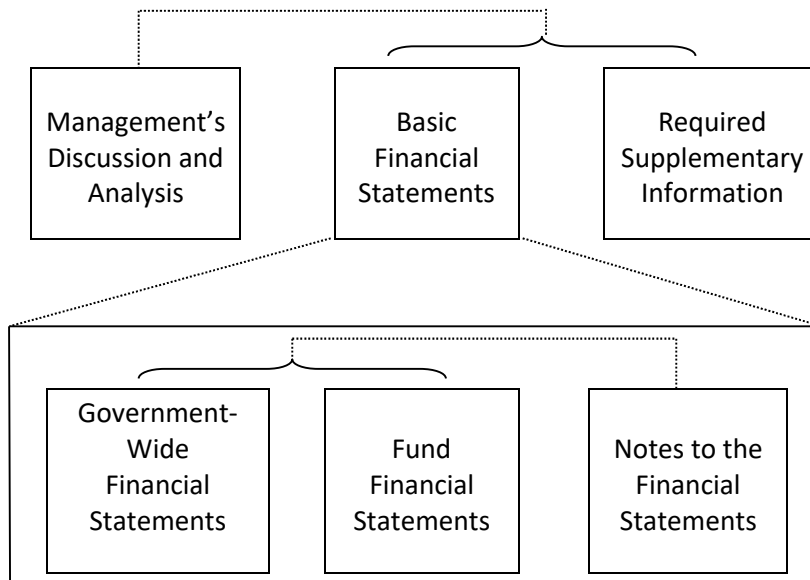 Management’s
Discussion and
Analysis
Basic
Financial
Statements
Required
Supplementary
Information
Government-
Wide
Financial
Statements
Fund
Financial
Statements
Notes to the
Financial
Statements